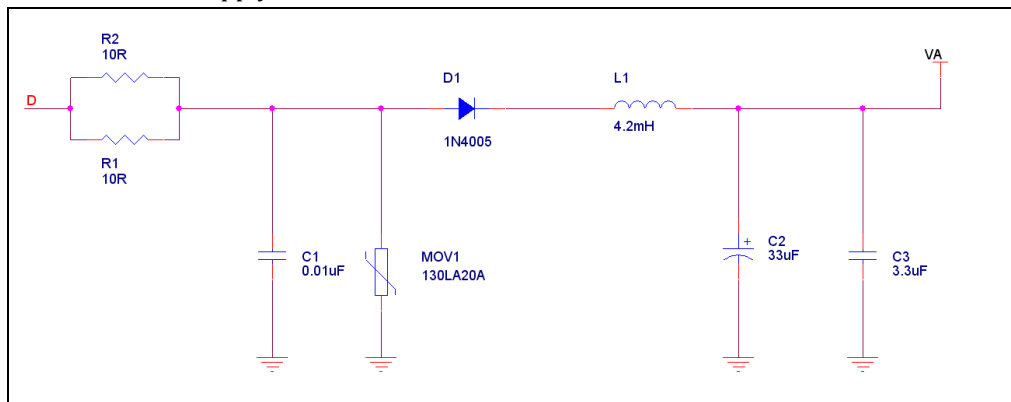 supply
R2
10R
D
R1
10R
D1
1N4005
L1
4.2mH
VA
C1
0.01uF
MOV1
130LA20A
+
C2
33uF
C3
3.3uF